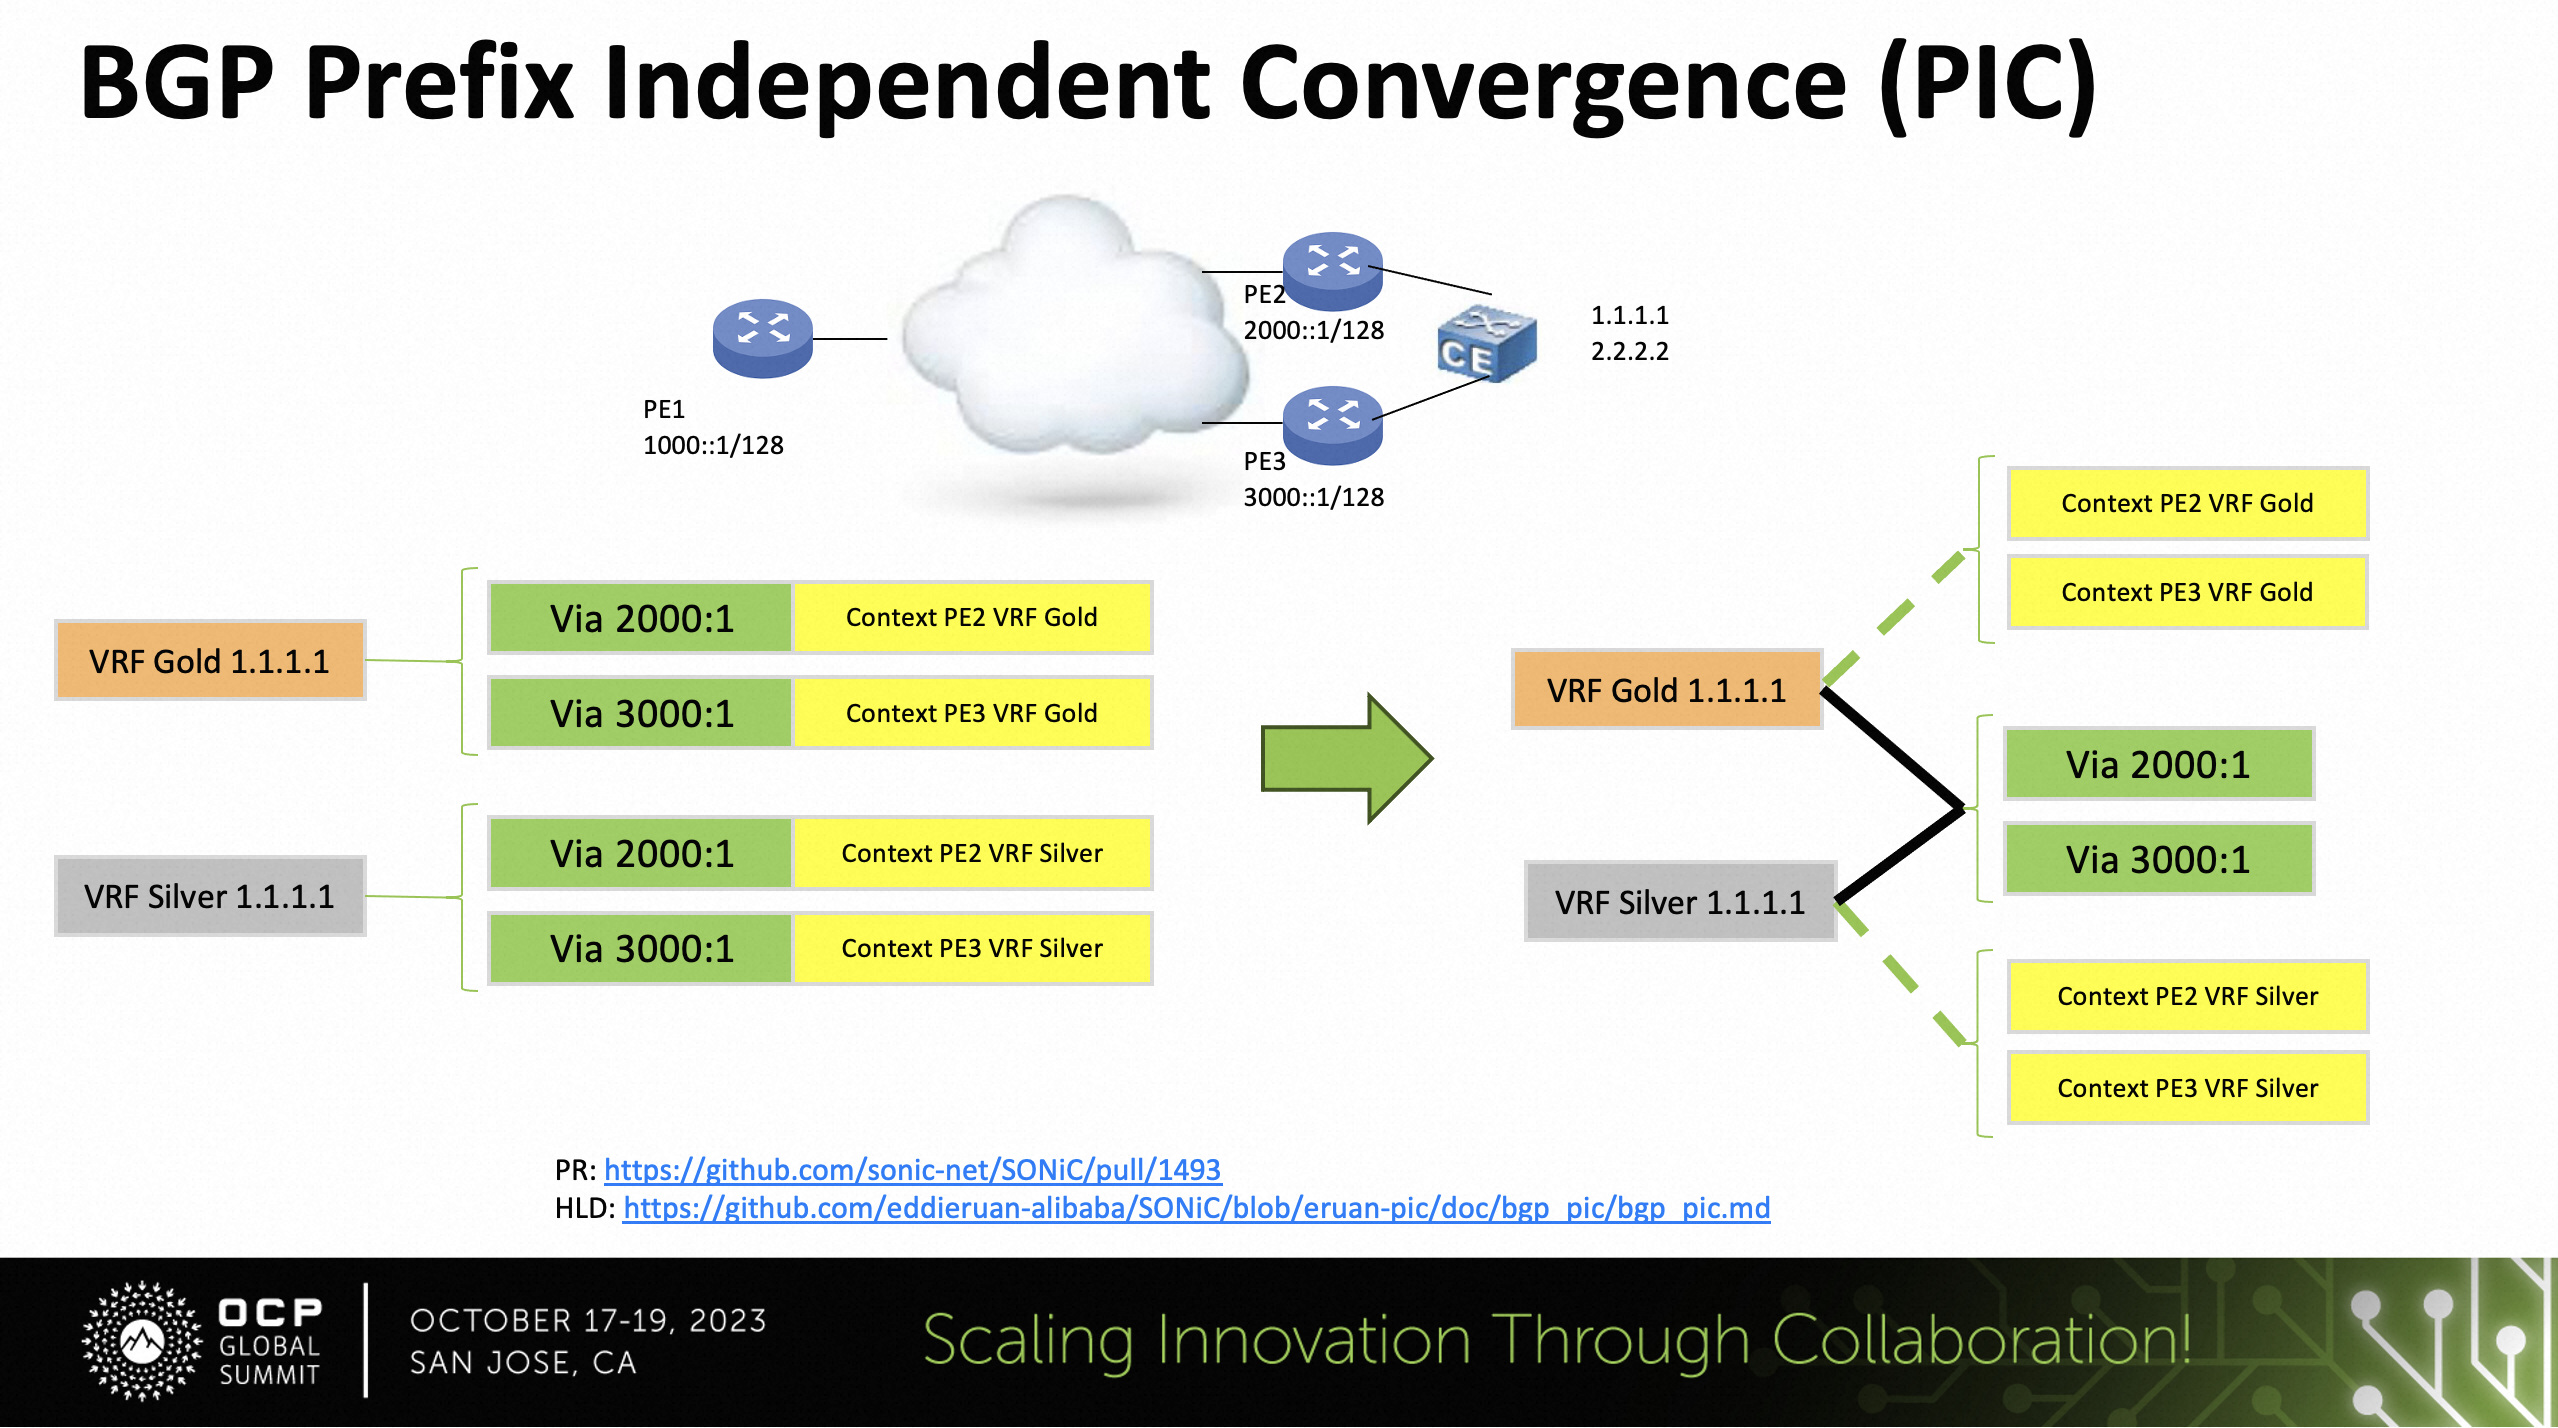 BGP Prefix Independent Convergence (PIC)
PE1
1000::1/128
PE2
2000::1/128
PE3
3000::1/128
CE
1.1.1.1
2.2.2.2
VRF Gold 1.1.1.1
Via 2000:1
Context PE2 VRF Gold
Via 3000:1
Context PE3 VRF Gold
VRF Silver 1.1.1.1
Via 2000:1
Context PE2 VRF Silver
Via 3000:1
Context PE3 VRF Silver
VRF Gold 1.1.1.1
VRF Silver 1.1.1.1
Context PE2 VRF Gold
Context PE3 VRF Gold
Via 2000:1
Via 3000:1
Context PE2 VRF Silver
Context PE3 VRF Silver
PR: https://github.com/sonic-net/SONiC/pull/1493
HLD: https://github.com/eddieruan-alibaba/SONiC/blob/eruan-pic/doc/bgp_pic/bgp_pic.md
OCP
GLOBAL
SUMMIT
OCTOBER 17-19, 2023
SAN JOSE, CA
Scaling Innovation Through Collaboration!